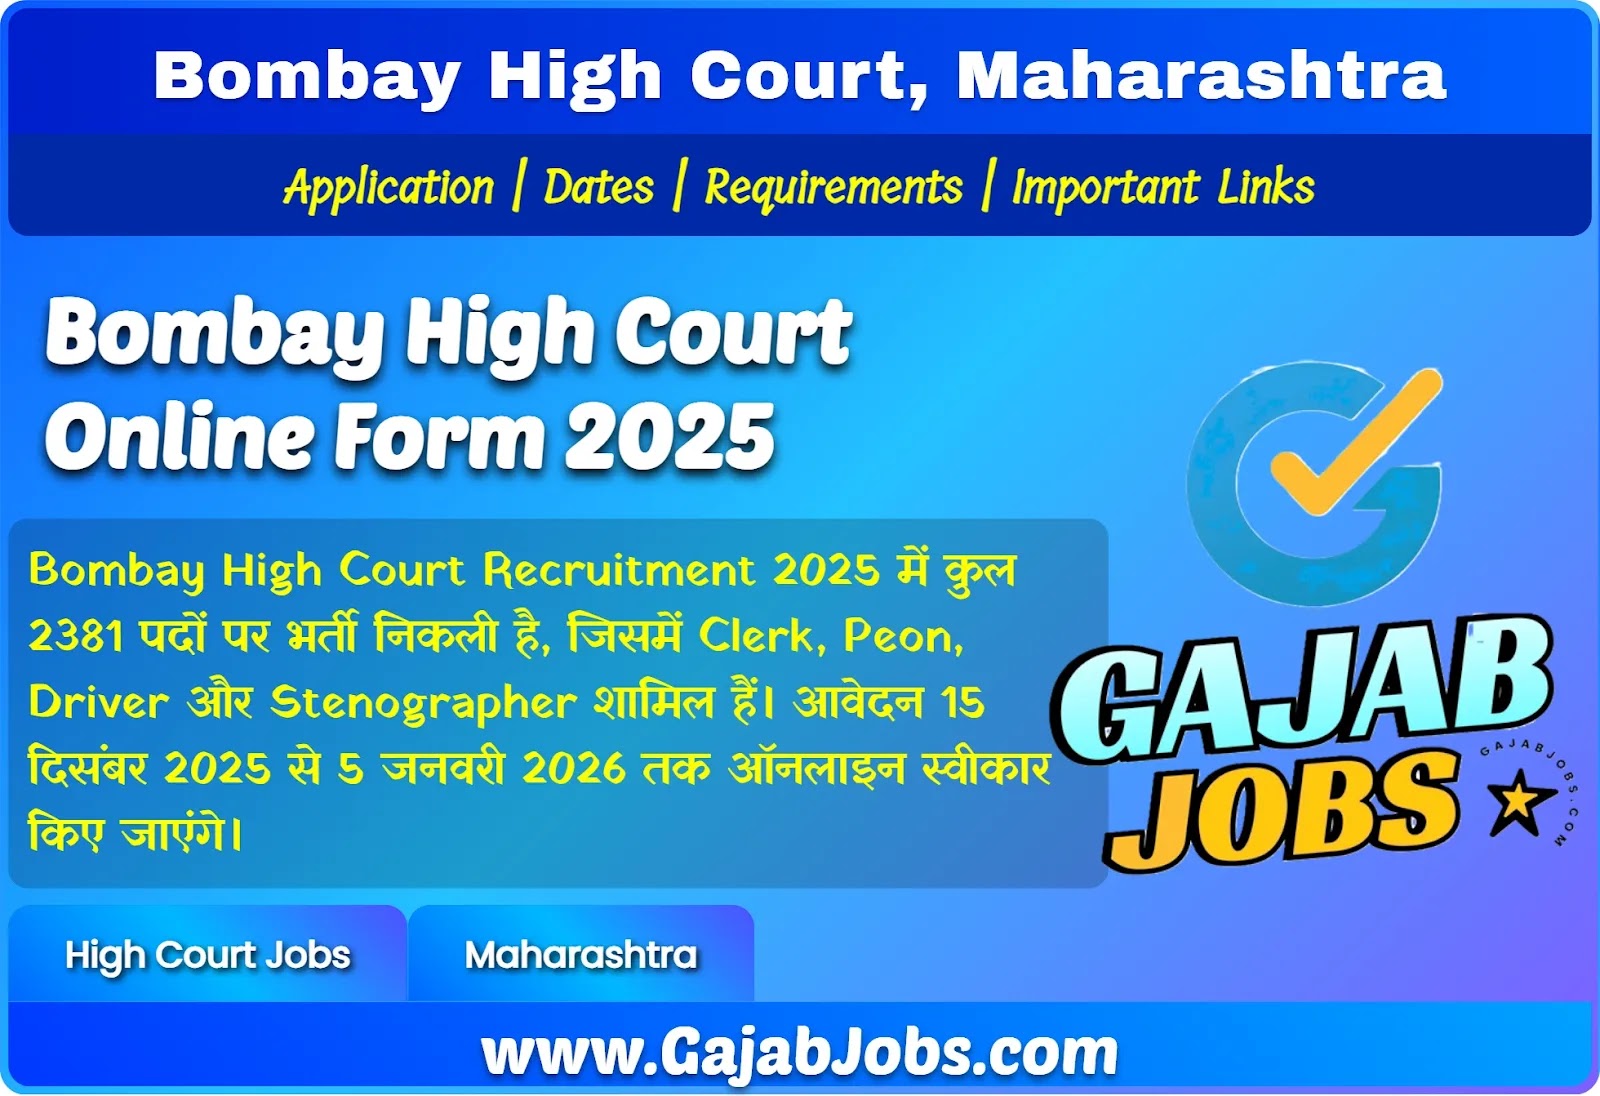 Bombay High Court, Maharashtra
Application | Dates | Requirements | Important Links
Bombay High Court
Online Form 2025
Bombay High Court Recruitment 2025 में कुल
2381 पदों पर भर्ती निकली है, जिसमें Clerk, Peon,
Driver और Stenographer शामिल हैं। आवेदन 15
दिसंबर 2025 से 5 जनवरी 2026 तक ऑनलाइन स्वीकार
किए जाएंगे।
GAJAB
JOBS
GAJABJOBS.COM
High Court Jobs
Maharashtra
www.GajabJobs.com